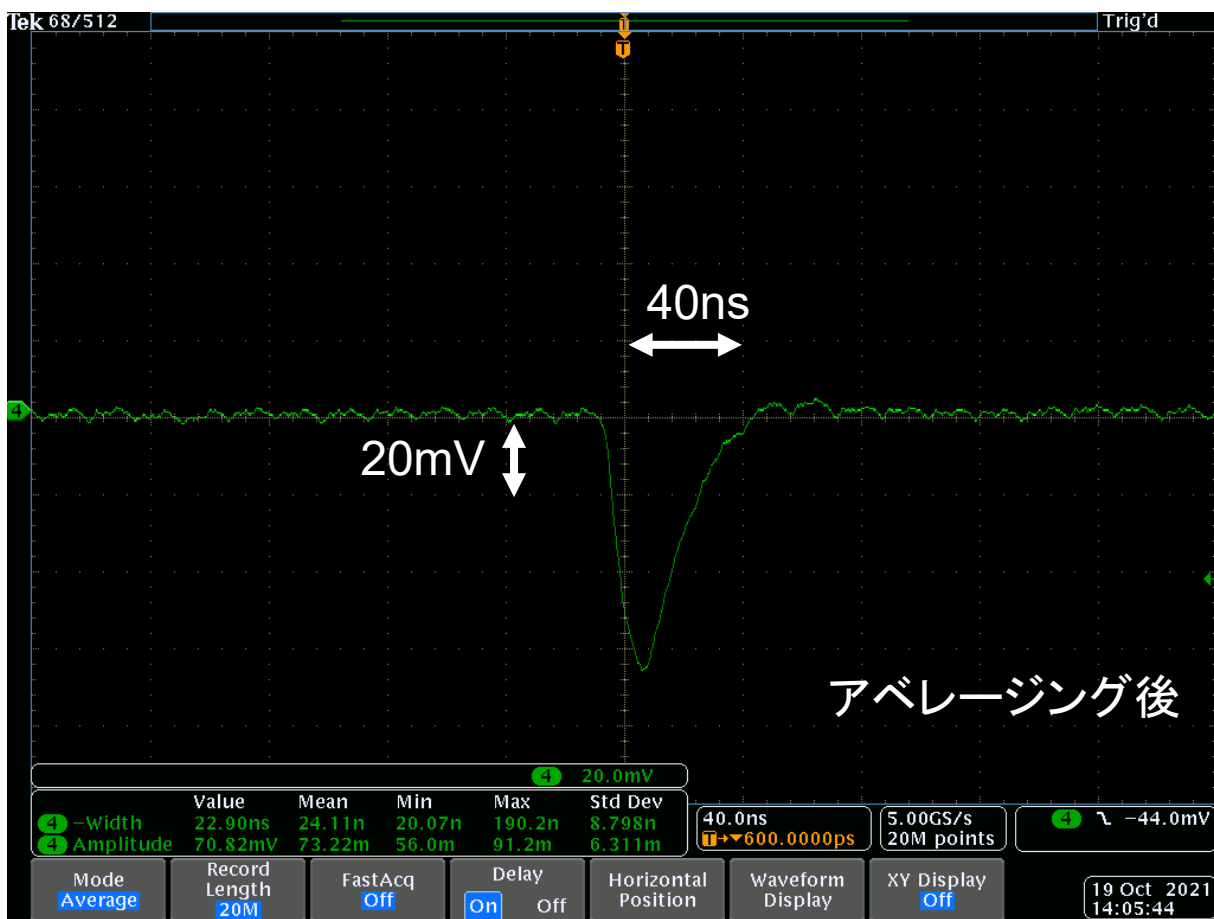 Tek 68/512 Trig'd
T
T
40ns
4
20mV
アベレージング後
4 20.0mV
Value Mean Min Max Std Dev
4 -Width 22.90ns 24.11n 20.07n 190.2n 8.798n
4 Amplitude 70.82mV 73.22m 56.0m 91.2m 6.311m
40.0ns
T→▼600.0000ps
5.00GS/s
20M points
4 -44.0mV
Mode
Average
Record
Length
20M
FastAcq
Off
Delay
On Off
Horizontal
Position
Waveform
Display
XY Display
Off
19 Oct 2021
14:05:44